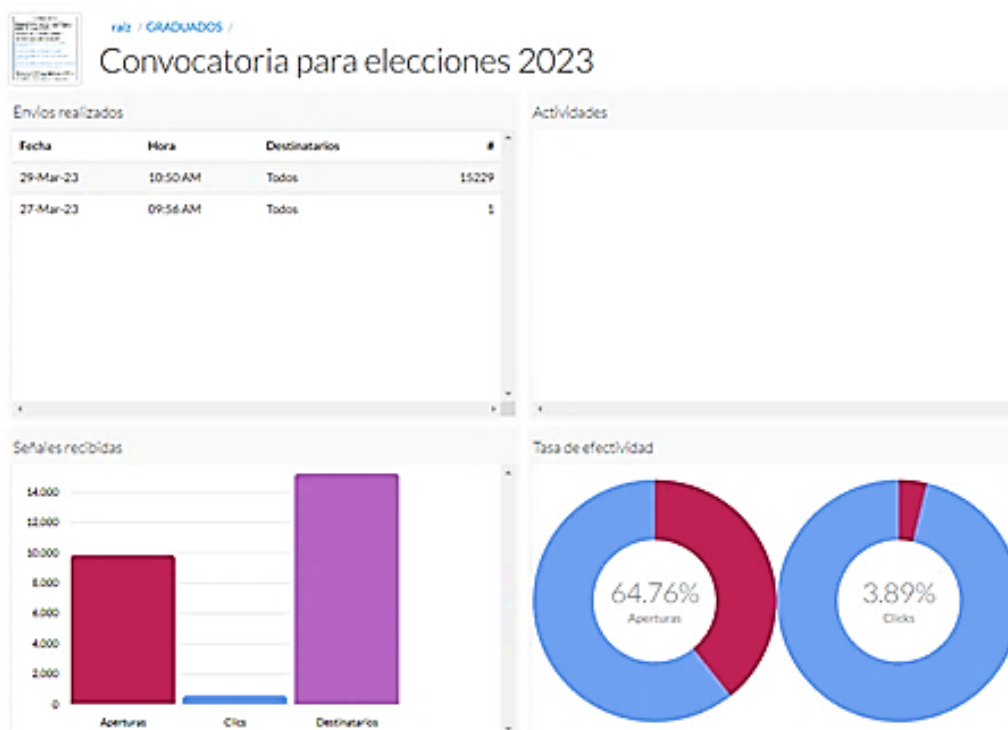 raíz / GRADUADOS /
Convocatoria para elecciones 2023
Envíos realizados
Fecha Hora Destinatarios #
29-Mar-23 10:50 AM Todos 15229
27-Mar-23 09:56 AM Todos 1
Actividades
Señales recibidas
14.000
12.000
10.000
8.000
6.000
4.000
2.000
0
Aperturas Clics Destinatarios
Tasa de efectividad
64.76%
Aperturas
3.89%
Clicks